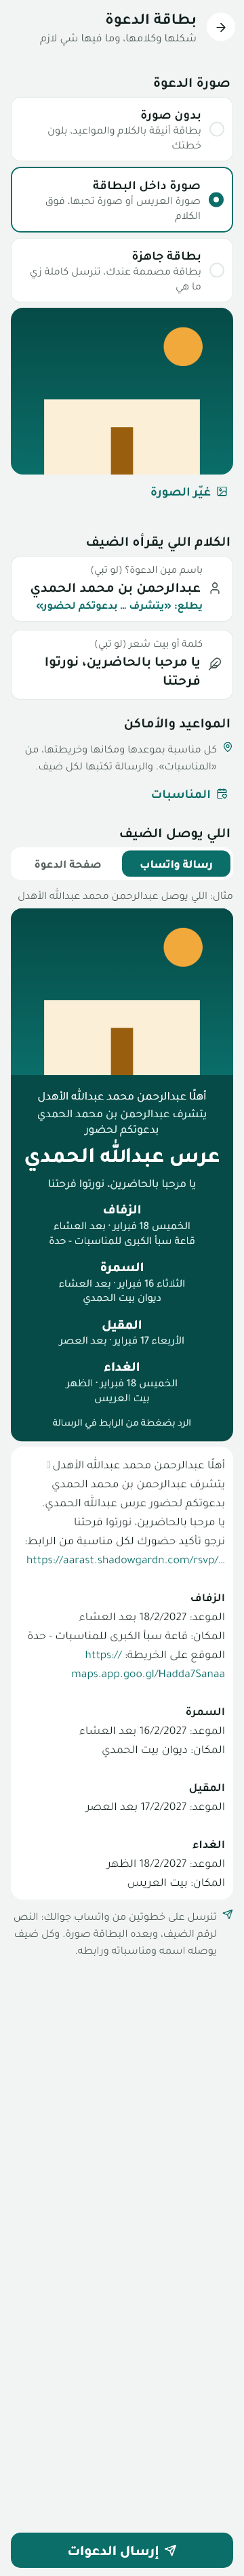 بطاقة الدعوة
شكلها وكلامها، وما فيها شي لازم
صورة الدعوة
بدون صورة
بطاقة أنيقة بالكلام والمواعيد، بلون
خطتك
صورة داخل البطاقة
صورة العريس أو صورة تحبها، فوق
الكلام
بطاقة جاهزة
بطاقة مصممة عندك، تنرسل كاملة زي
ما هي
غيّر الصورة
الكلام اللي يقرأه الضيف
باسم مين الدعوة؟ (لو تبي)
عبدالرحمن بن محمد الحمدي
يطلع: «يتشرف … بدعوتكم لحضور»
كلمة أو بيت شعر (لو تبي)
يا مرحبا بالحاضرين، نورتوا
فرحتنا
المواعيد والأماكن
كل مناسبة بموعدها ومكانها وخريطتها، من
«المناسبات». والرسالة تكتبها لكل ضيف.
المناسبات
اللي يوصل الضيف
رسالة واتساب
صفحة الدعوة
مثال: اللي يوصل عبدالرحمن محمد عبدالله الأهدل
أهلًا عبدالرحمن محمد عبدالله الأهدل
يتشرف عبدالرحمن بن محمد الحمدي
بدعوتكم لحضور
عرس عبدالله الحمدي
يا مرحبا بالحاضرين، نورتوا فرحتنا
الزفاف
الخميس 18 فبراير · بعد العشاء
قاعة سبأ الكبرى للمناسبات - حدة
السمرة
الثلاثاء 16 فبراير · بعد العشاء
ديوان بيت الحمدي
المقيل
الأربعاء 17 فبراير · بعد العصر
الغداء
الخميس 18 فبراير · الظهر
بيت العريس
الرد بضغطة من الرابط في الرسالة
أهلًا عبدالرحمن محمد عبدالله الأهدل
يتشرف عبدالرحمن بن محمد الحمدي
بدعوتكم لحضور عرس عبدالله الحمدي.
يا مرحبا بالحاضرين، نورتوا فرحتنا
نرجو تأكيد حضورك لكل مناسبة من الرابط:
https://aarast.shadowgardn.com/rsvp/…
الزفاف
الموعد: 18/2/2027 بعد العشاء
المكان: قاعة سبأ الكبرى للمناسبات - حدة
الموقع على الخريطة: https://
maps.app.goo.gl/Hadda7Sanaa
السمرة
الموعد: 16/2/2027 بعد العشاء
المكان: ديوان بيت الحمدي
المقيل
الموعد: 17/2/2027 بعد العصر
الغداء
الموعد: 18/2/2027 الظهر
المكان: بيت العريس
تنرسل على خطوتين من واتساب جوالك: النص
لرقم الضيف، وبعده البطاقة صورة. وكل ضيف
يوصله اسمه ومناسباته ورابطه.
إرسال الدعوات